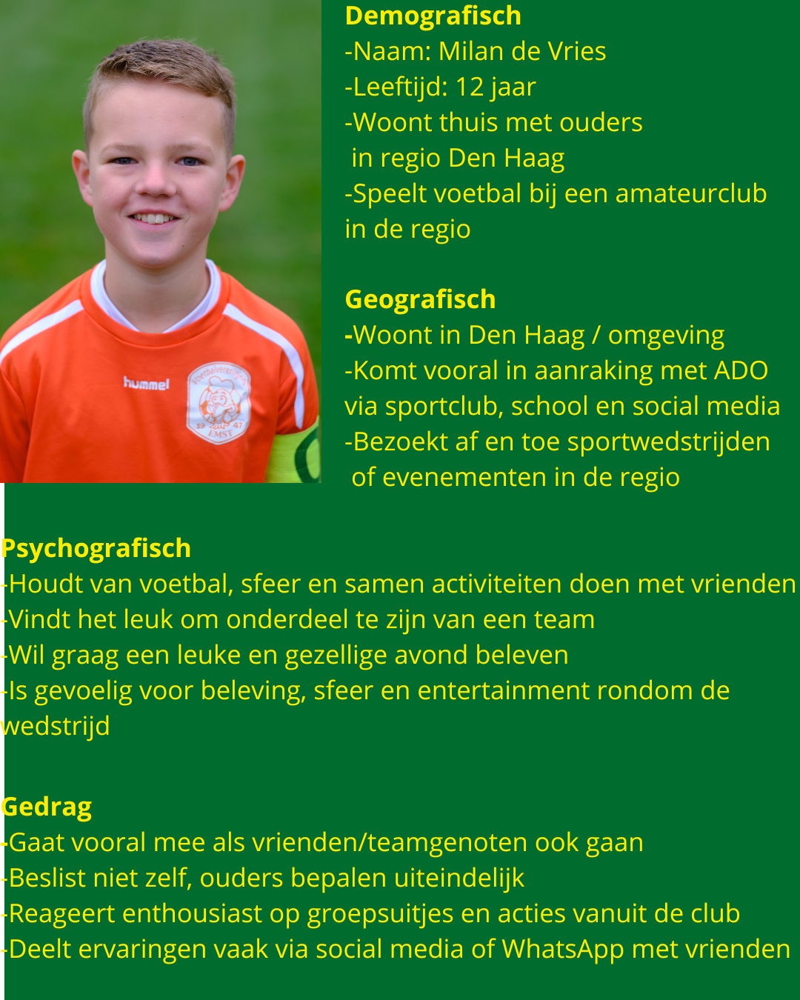 Demografisch
-Naam: Milan de Vries
-Leeftijd: 12 jaar
-Woont thuis met ouders
in regio Den Haag
-Speelt voetbal bij een amateurclub
in de regio
Geografisch
-Woont in Den Haag / omgeving
-Komt vooral in aanraking met ADO
via sportclub, school en social media
-Bezoekt af en toe sportwedstrijden
of evenementen in de regio
hummel
19 47
EMST
Psychografisch
-Houdt van voetbal, sfeer en samen activiteiten doen met vrienden
-Vindt het leuk om onderdeel te zijn van een team
-Wil graag een leuke en gezellige avond beleven
-Is gevoelig voor beleving, sfeer en entertainment rondom de
wedstrijd
Gedrag
-Gaat vooral mee als vrienden/teamgenoten ook gaan
-Beslist niet zelf, ouders bepalen uiteindelijk
-Reageert enthousiast op groepsuitjes en acties vanuit de club
-Deelt ervaringen vaak via social media of WhatsApp met vrienden